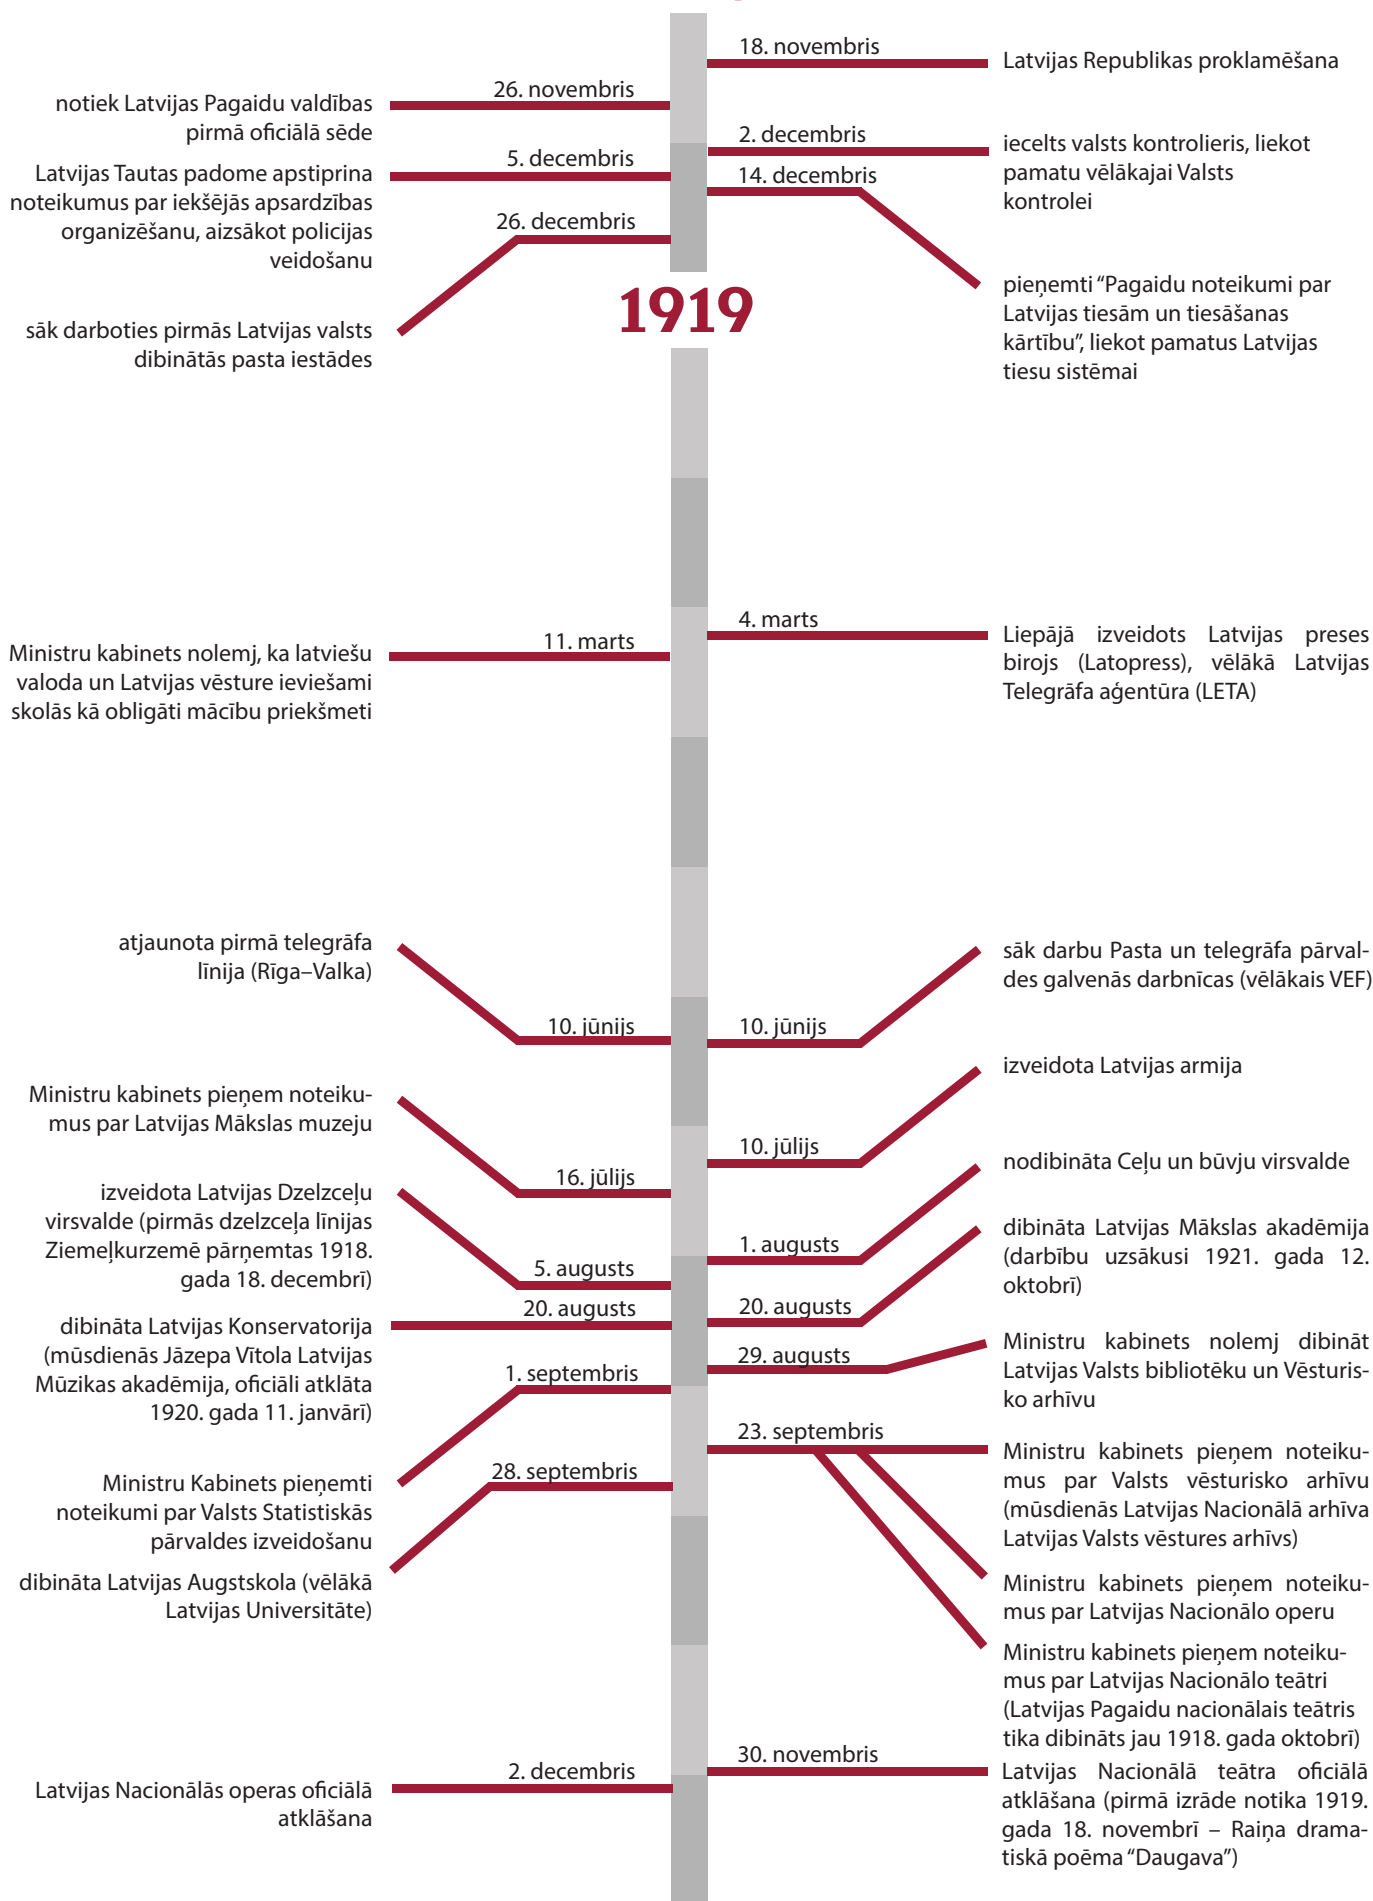 18. novembris
Latvijas Republikas proklamēšana
26. novembris
notiek Latvijas Pagaidu valdības
pirmā oficiālā sēde
2. decembris
iecelts valsts kontrolieris, liekot
pamatu vēlākajai Valsts
kontrolei
5. decembris
Latvijas Tautas padome apstiprina
noteikumus par iekšējās apsardzības
organizēšanu, aizsākot policijas
veidošanu
14. decembris
pieņemti “Pagaidu noteikumi par
Latvijas tiesām un tiesāšanas
kārtību”, liekot pamatus Latvijas
tiesu sistēmai
26. decembris
sāk darboties pirmās Latvijas valsts
dibinātās pasta iestādes
1919
4. marts
Liepājā izveidots Latvijas preses
birojs (Latopress), vēlākā Latvijas
Telegrāfa aģentūra (LETA)
11. marts
Ministru kabinets nolemj, ka latviešu
valoda un Latvijas vēsture ieviešami
skolās kā obligāti mācību priekšmeti
atjaunota pirmā telegrāfa
līnija (Rīga–Valka)
10. jūnijs
sāk darbu Pasta un telegrāfa pārval-
des galvenās darbnīcas (vēlākais VEF)
10. jūnijs
izveidota Latvijas armija
10. jūlijs
Ministru kabinets pieņem noteiku-
mus par Latvijas Mākslas muzeju
16. jūlijs
nodibināta Ceļu un būvju virsvalde
1. augusts
izveidota Latvijas Dzelzceļu
virsvalde (pirmās dzelzceļa līnijas
Ziemeļkurzemē pārņemtas 1918.
gada 18. decembrī)
5. augusts
dibināta Latvijas Mākslas akadēmija
(darbību uzsākusi 1921. gada 12.
oktobrī)
20. augusts
20. augusts
dibināta Latvijas Konservatorija
(mūsdienās Jāzepa Vītola Latvijas
Mūzikas akadēmija, oficiāli atklāta
1920. gada 11. janvārī)
29. augusts
Ministru kabinets nolemj dibināt
Latvijas Valsts bibliotēku un Vēsturis-
ko arhīvu
1. septembris
Ministru Kabinets pieņemti
noteikumi par Valsts Statistiskās
pārvaldes izveidošanu
23. septembris
Ministru kabinets pieņem noteiku-
mus par Valsts vēsturisko arhīvu
(mūsdienās Latvijas Nacionālā arhīva
Latvijas Valsts vēstures arhīvs)
Ministru kabinets pieņem noteiku-
mus par Latvijas Nacionālo operu
Ministru kabinets pieņem noteiku-
mus par Latvijas Nacionālo teātri
(Latvijas Pagaidu nacionālais teātris
tika dibināts jau 1918. gada oktobrī)
28. septembris
dibināta Latvijas Augstskola (vēlākā
Latvijas Universitāte)
30. novembris
Latvijas Nacionālā teātra oficiālā
atklāšana (pirmā izrāde notika 1919.
gada 18. novembrī – Raiņa drama-
tiskā poēma “Daugava”)
2. decembris
Latvijas Nacionālās operas oficiālā
atklāšana